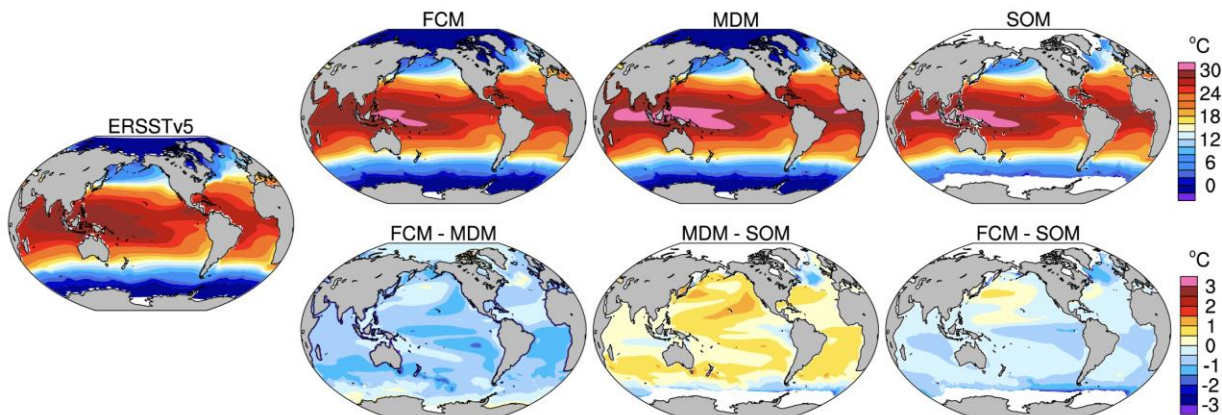 FCM MDM SOM
°C
30
24
18
12
6
0
ERSSTv5
FCM - MDM MDM - SOM FCM - SOM
°C
3
2
1
0
-1
-2
-3